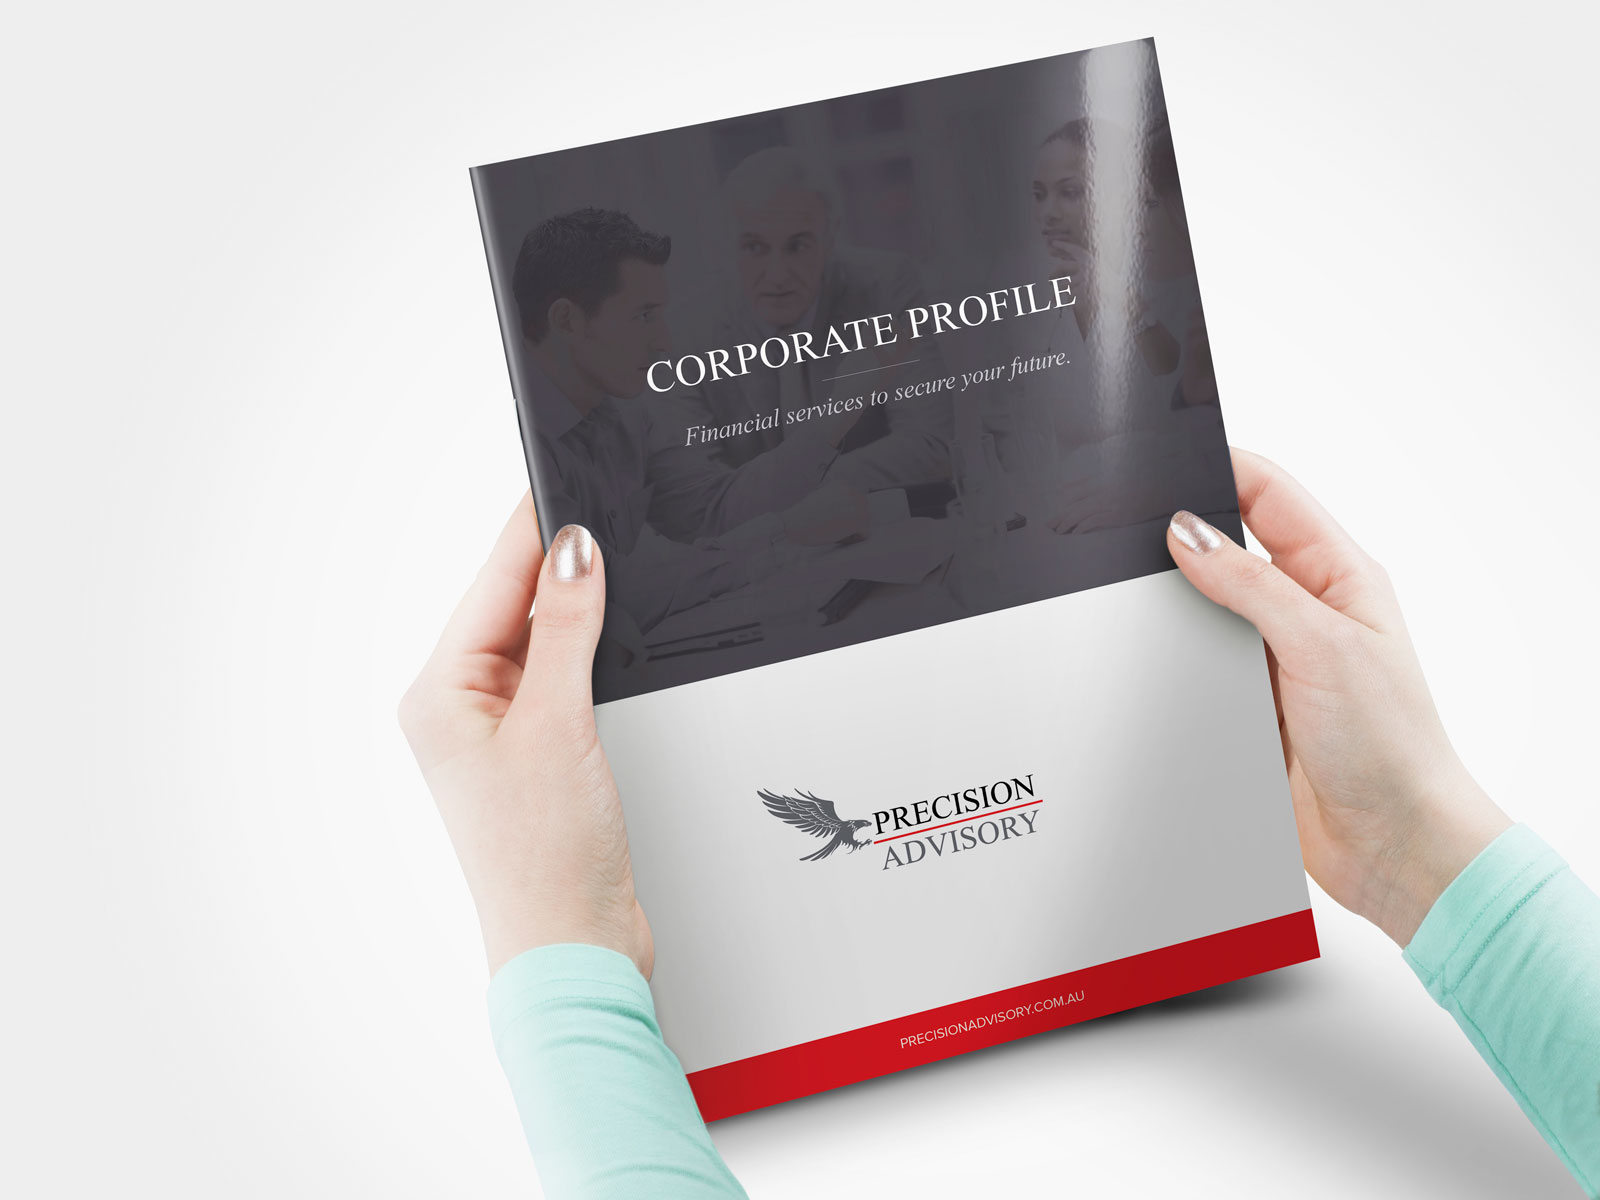 CORPORATE PROFILE
Financial services to secure your future.
PRECISION
ADVISORY
PRECISIONADVISORY.COM.AU